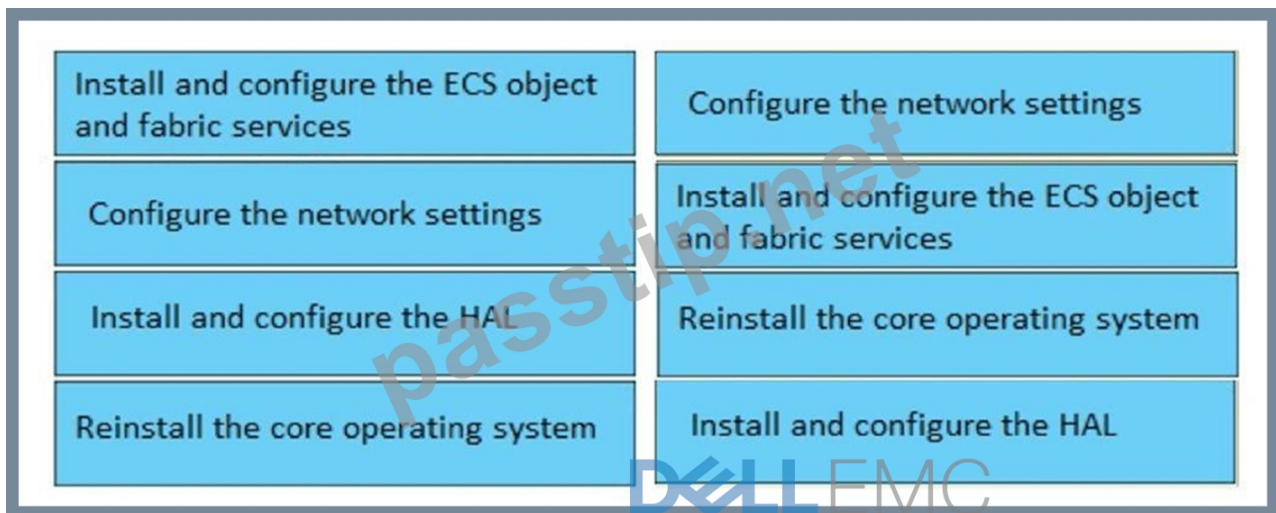 Install and configure the ECS object
and fabric services
Configure the network settings
Install and configure the HAL
Reinstall the core operating system
Configure the network settings
Install and configure the ECS object
and fabric services
Reinstall the core operating system
Install and configure the HAL
passtip.net
DELLEMC